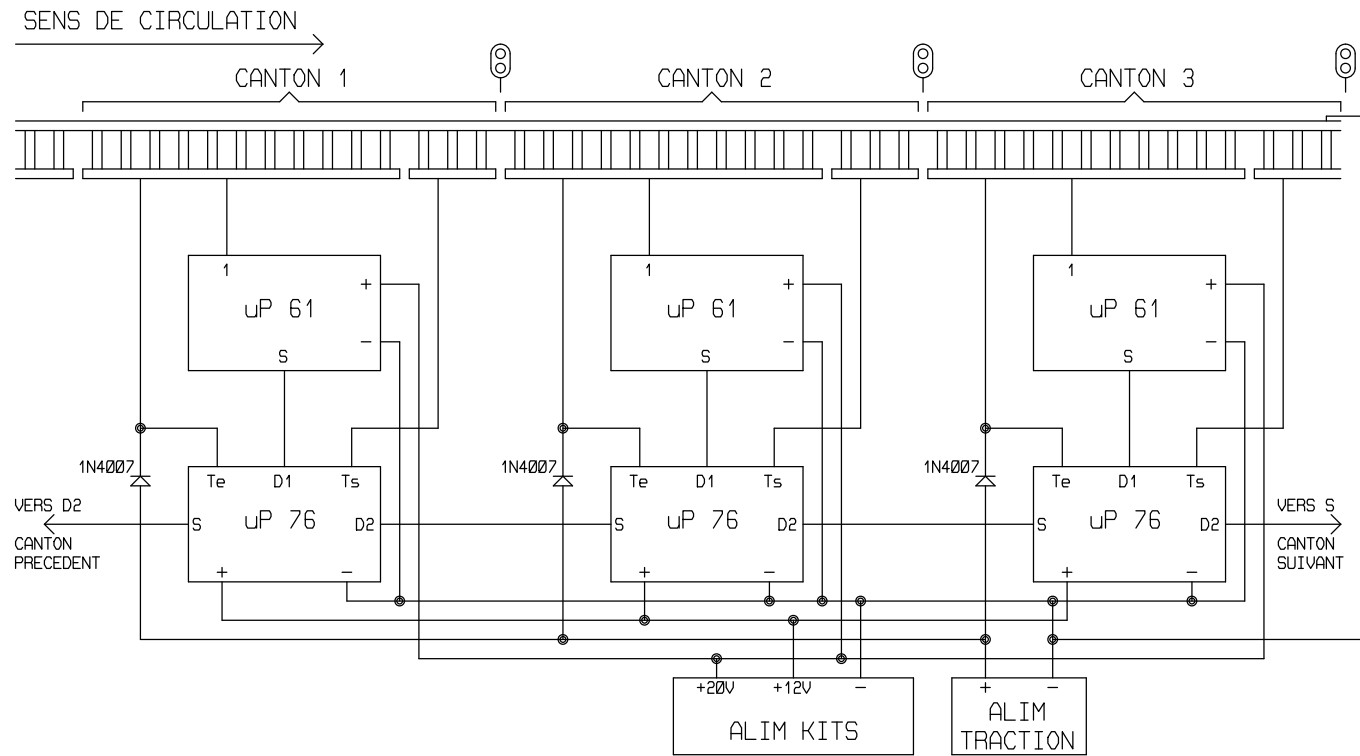 SENS DE CIRCULATION
CANTON 1
CANTON 2
CANTON 3
1
1
1
+
+
+
uP 61
uP 61
uP 61
−
−
−
S
S
S
1N4007
1N4007
1N4007
Te D1 Ts
Te D1 Ts
Te D1 Ts
VERS D2
S uP 76 D2
S uP 76 D2
S uP 76 D2
VERS S
CANTON
PRECEDENT
CANTON
SUIVANT
+ −
+ −
+ −
+20V +12V −
ALIM KITS
+ −
ALIM
TRACTION